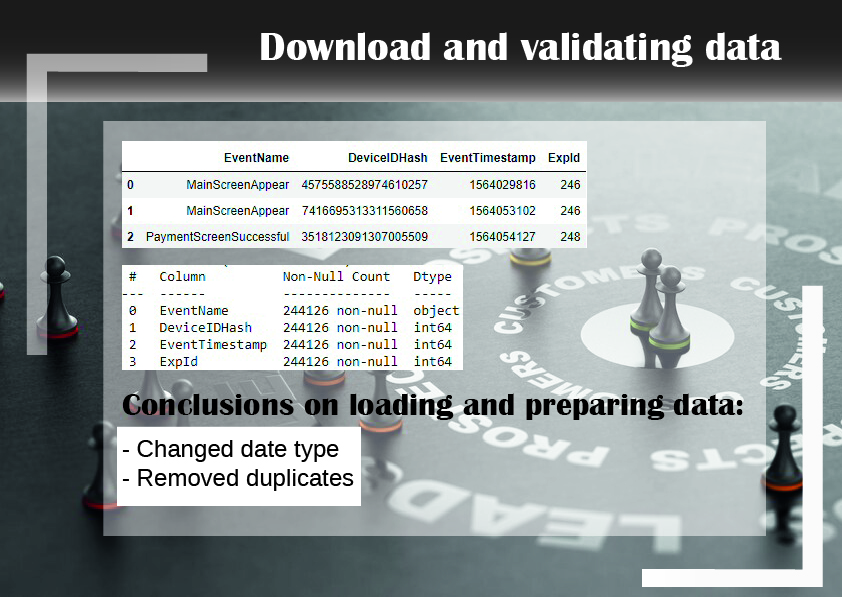 Download and validating data
EventName DeviceIDHash EventTimestamp ExpId
0 MainScreenAppear 4575588528974610257 1564029816 246
1 MainScreenAppear 7416695313311560658 1564053102 246
2 PaymentScreenSuccessful 3518123091307005509 1564054127 248
# Column Non-Null Count Dtype
--- ------ -------------- -----
0 EventName 244126 non-null object
1 DeviceIDHash 244126 non-null int64
2 EventTimestamp 244126 non-null int64
3 ExpId 244126 non-null int64
Conclusions on loading and preparing data:
- Changed date type
- Removed duplicates
CUSTOMERS
CUSTOMERS
CUSTOMERS
PROSPECTS
LEAD